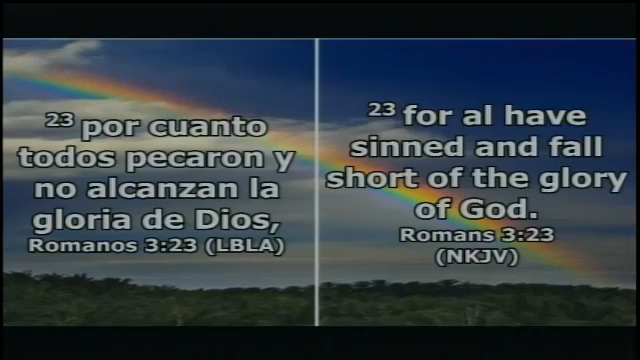 23 por cuanto
todos pecaron y
no alcanzan la
gloria de Dios,
Romanos 3:23 (LBLA)
23 for al have
sinned and fall
short of the glory
of God.
Romans 3:23
(NKJV)